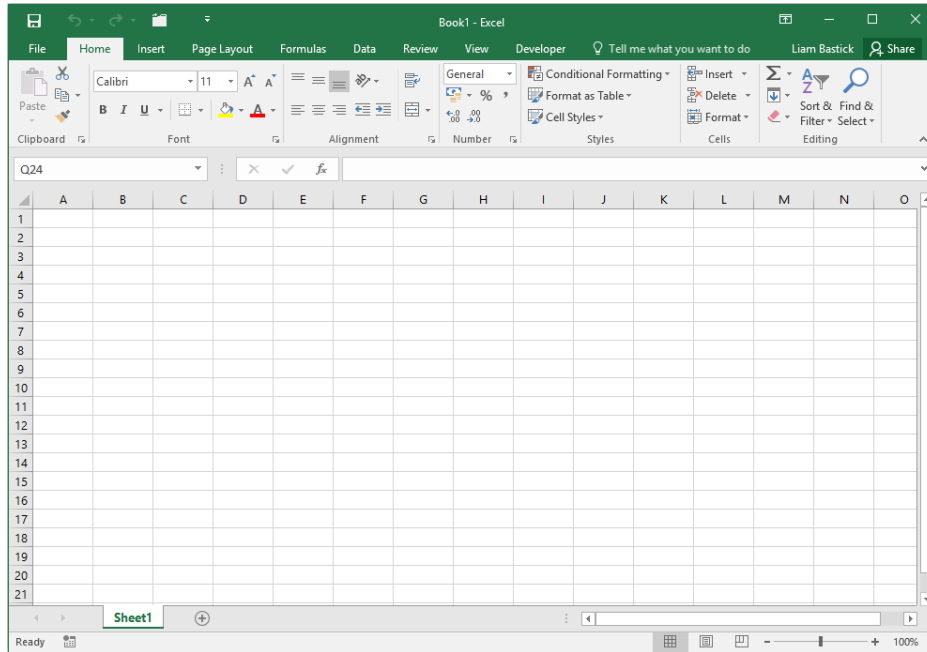 Book1 - Excel
File Home Insert Page Layout Formulas Data Review View Developer Tell me what you want to do Liam Bastick Share
Paste
Calibri 11
B I U A
General
% ,
Conditional Formatting
Format as Table
Cell Styles
Insert
Delete
Format
Sort & Filter
Find & Select
Clipboard Font Alignment Number Styles Cells Editing
Q24 fx
A B C D E F G H I J K L M N O
1
2
3
4
5
6
7
8
9
10
11
12
13
14
15
16
17
18
19
20
21
Sheet1
Ready 100%